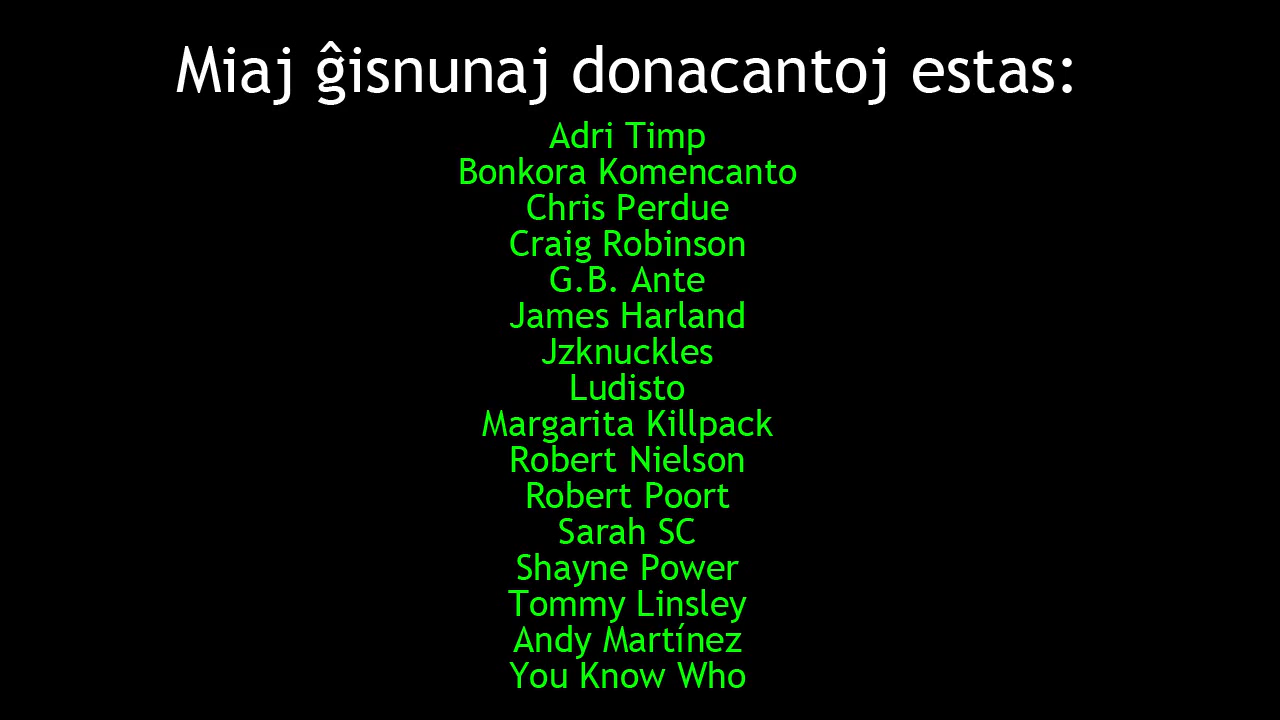 Miaj ĝisnunaj donacantoj estas:
Adri Timp
Bonkora Komencanto
Chris Perdue
Craig Robinson
G.B. Ante
James Harland
Jzknuckles
Ludisto
Margarita Killpack
Robert Nielson
Robert Poort
Sarah SC
Shayne Power
Tommy Linsley
Andy Martínez
You Know Who